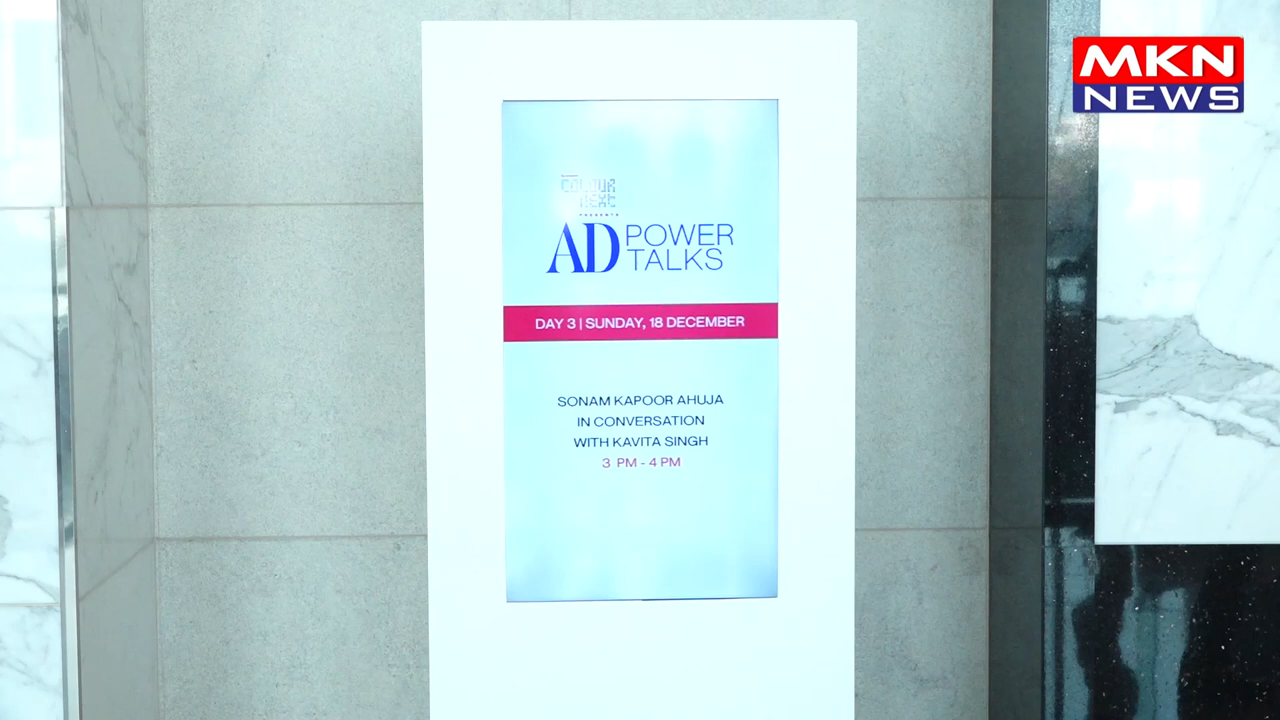 MKN
NEWS
COLOUR
NEXT
PRESENTS
AD POWER
TALKS
DAY 3 | SUNDAY, 18 DECEMBER
SONAM KAPOOR AHUJA
IN CONVERSATION
WITH KAVITA SINGH
3 PM - 4 PM